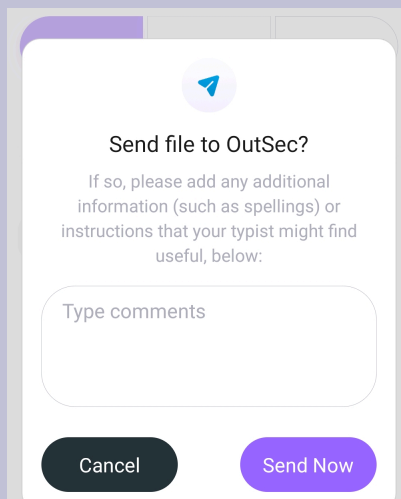 Send file to OutSec?
If so, please add any additional
information (such as spellings) or
instructions that your typist might find
useful, below:
Type comments
Cancel
Send Now